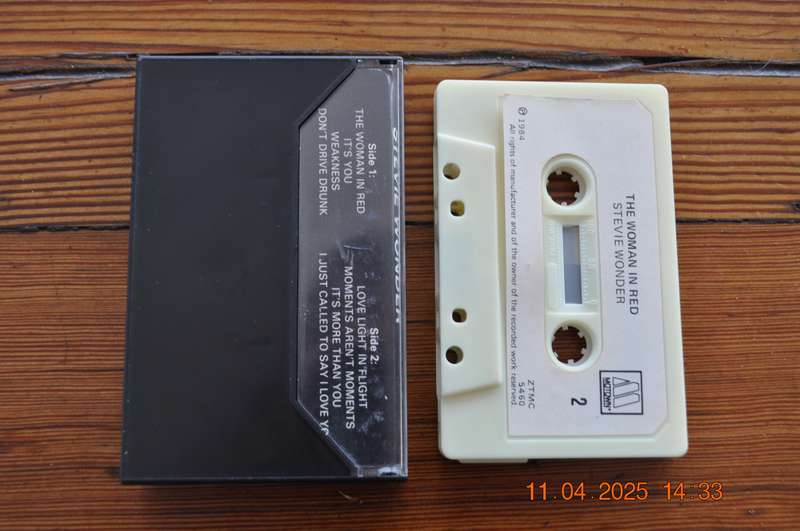 STEVIE WONDER
Side 1:
THE WOMAN IN RED
IT'S YOU
WEAKNESS
DON'T DRIVE DRUNK
Side 2:
LOVE LIGHT IN FLIGHT
MOMENTS AREN'T MOMENTS
IT'S MORE THAN YOU
I JUST CALLED TO SAY I LOVE YO
THE WOMAN IN RED
STEVIE WONDER
MOTOWN
2
ZTMC
5460
℗ 1984
All rights of manufacturer and of the owner of the recorded work reserved
11.04.2025 14:33